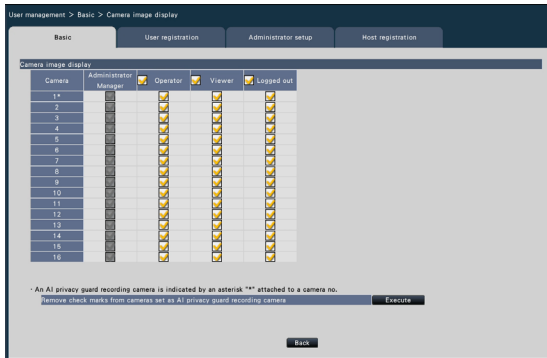 User management > Basic > Camera image display
Basic User registration Administrator setup Host registration
Camera image display
Camera Administrator Manager Operator Viewer Logged out
1*
2
3
4
5
6
7
8
9
10
11
12
13
14
15
16
· An AI privacy guard recording camera is indicated by an asterisk "*" attached to a camera no.
Remove check marks from cameras set as AI privacy guard recording camera Execute
Back